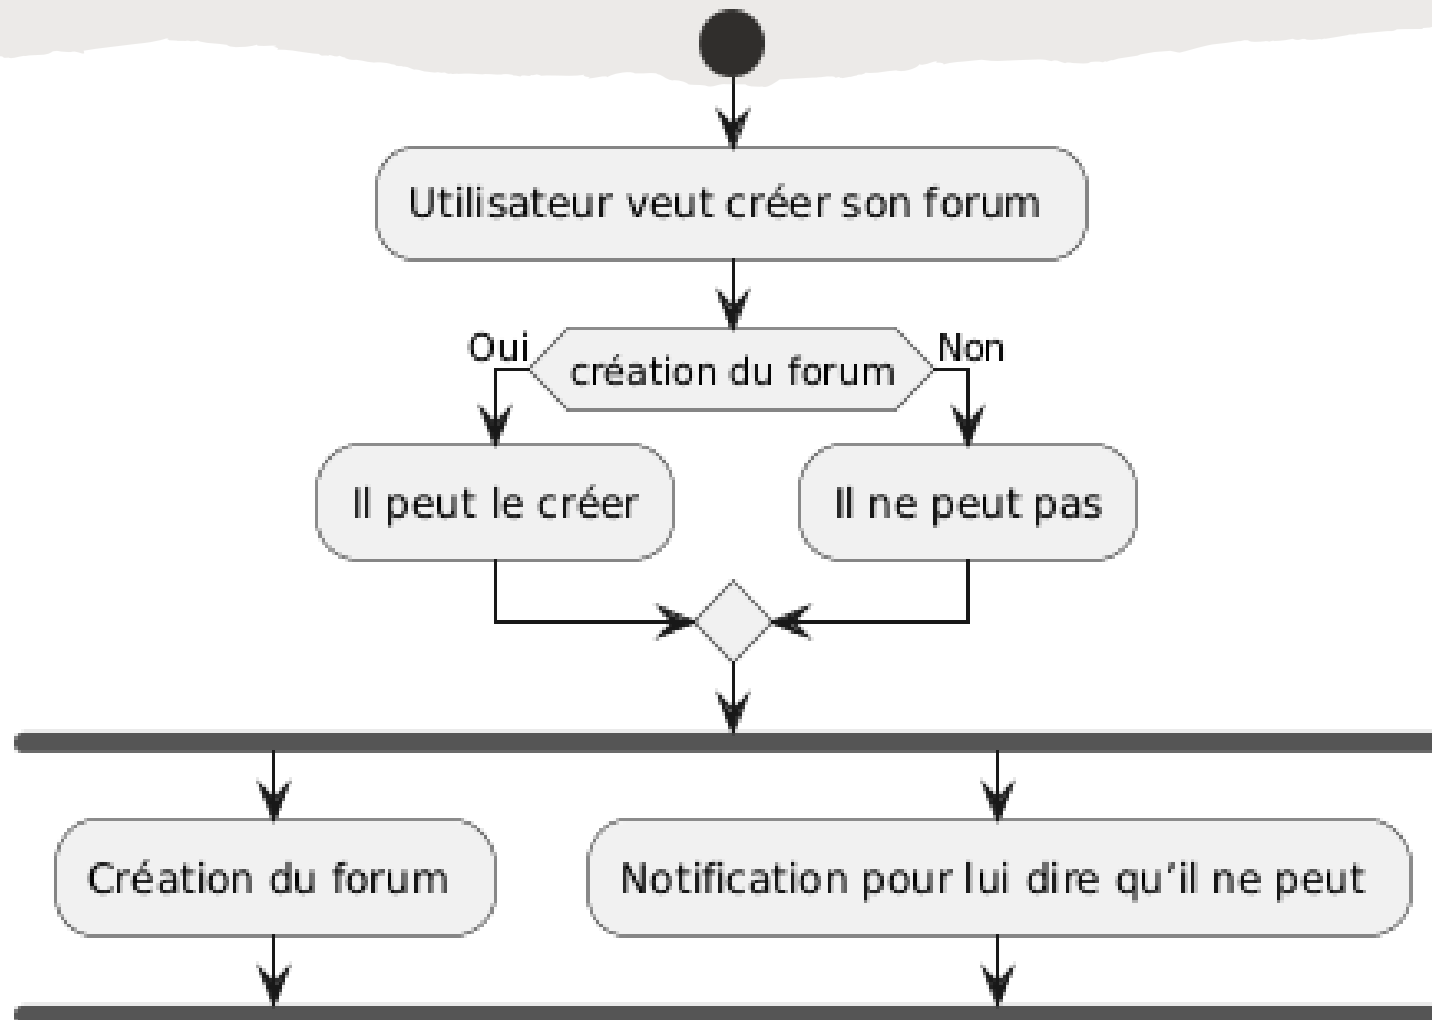 Utilisateur veut créer son forum
Oui
création du forum
Non
Il peut le créer
Il ne peut pas
Création du forum
Notification pour lui dire qu’il ne peut